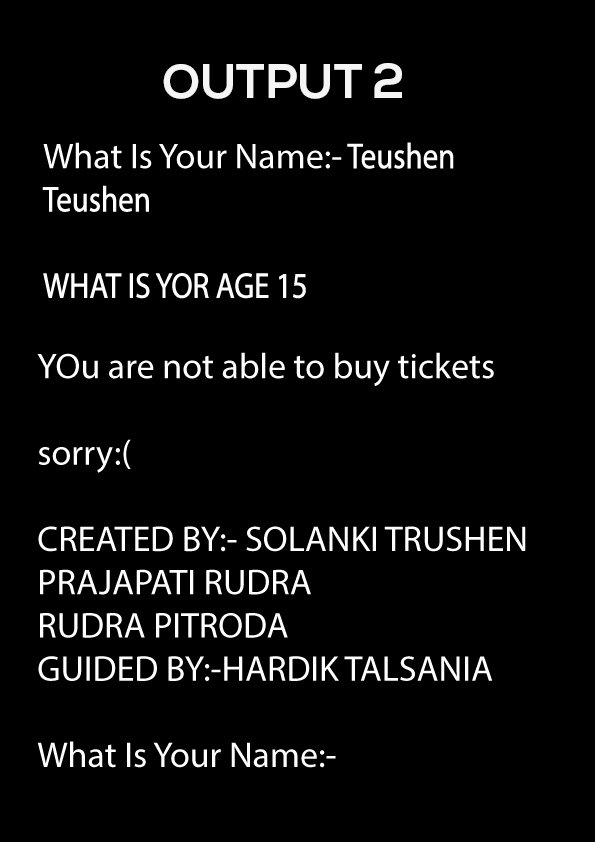 OUTPUT 2
What Is Your Name:- Teushen
Teushen
WHAT IS YOR AGE 15
YOu are not able to buy tickets
sorry:(
CREATED BY:- SOLANKI TRUSHEN
PRAJAPATI RUDRA
RUDRA PITRODA
GUIDED BY:-HARDIK TALSANIA
What Is Your Name:-